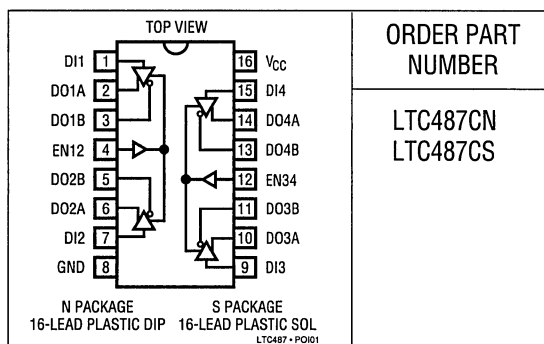 TOP VIEW
DI1 1
DO1A 2
DO1B 3
EN12 4
DO2B 5
DO2A 6
DI2 7
GND 8
16 VCC
15 DI4
14 DO4A
13 DO4B
12 EN34
11 DO3B
10 DO3A
9 DI3
N PACKAGE
16-LEAD PLASTIC DIP
S PACKAGE
16-LEAD PLASTIC SOL
LTC487 • POI01
ORDER PART
NUMBER
LTC487CN
LTC487CS